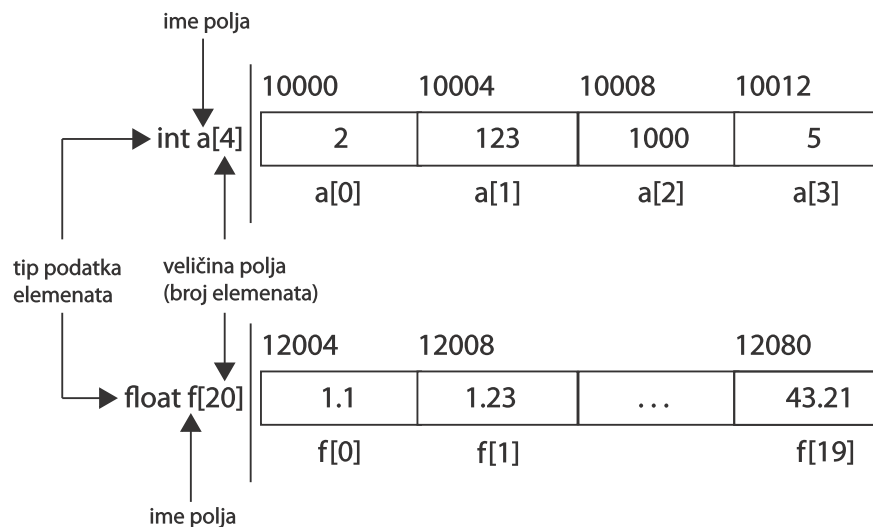 ime polja
10000 10004 10008 10012
int a[4] 2 123 1000 5
a[0] a[1] a[2] a[3]
tip podatka elemenata
veličina polja (broj elemenata)
12004 12008 12080
float f[20] 1.1 1.23 ... 43.21
f[0] f[1] f[19]
ime polja